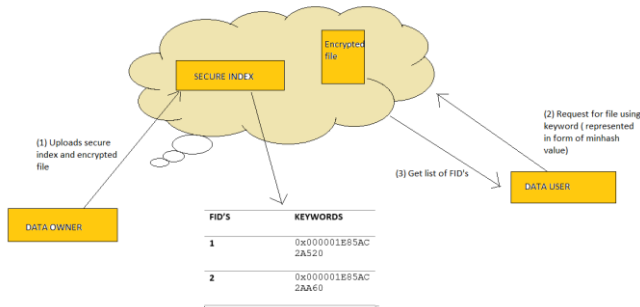 Encrypted
file
SECURE INDEX
(1) Uploads secure
index and encrypted
file
(2) Request for file using
keyword ( represented
in form of minhash
value)
(3) Get list of FID's
DATA USER
DATA OWNER
FID'S KEYWORDS
1 0x000001E85AC
2A520
2 0x000001E85AC
2AA60